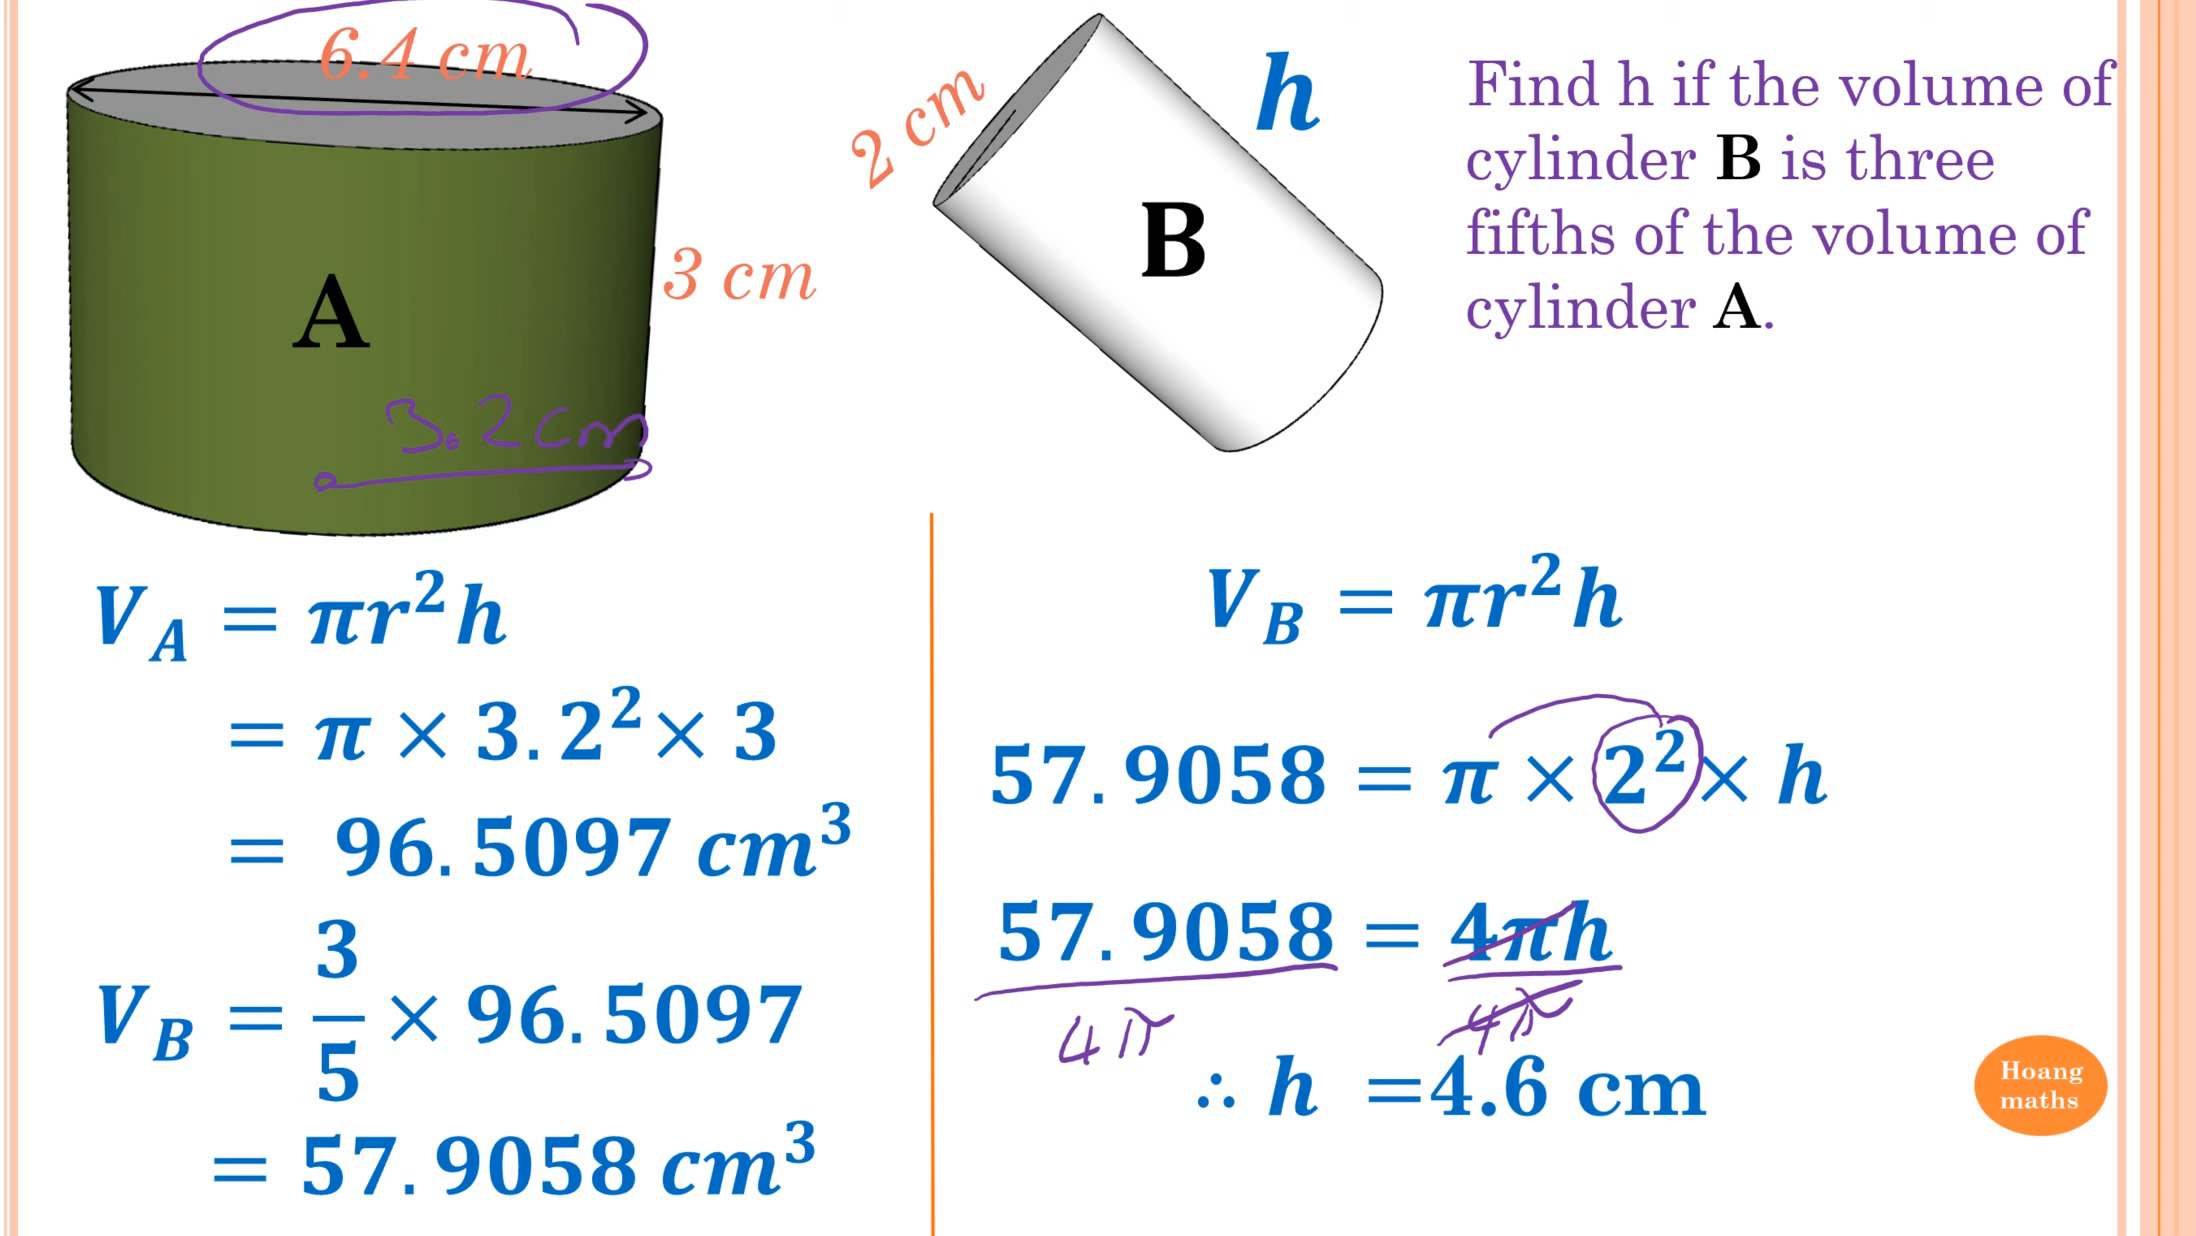 6.4 cm
A
3 cm
3.2cm
2 cm
h
B
Find h if the volume of
cylinder B is three
fifths of the volume of
cylinder A.
V_A = πr²h
= π × 3.2² × 3
= 96.5097 cm³
V_B = 3/5 × 96.5097
= 57.9058 cm³
V_B = πr²h
57.9058 = π × 2² × h
57.9058 = 4πh
4π 4π
∴ h =4.6 cm
Hoang
maths